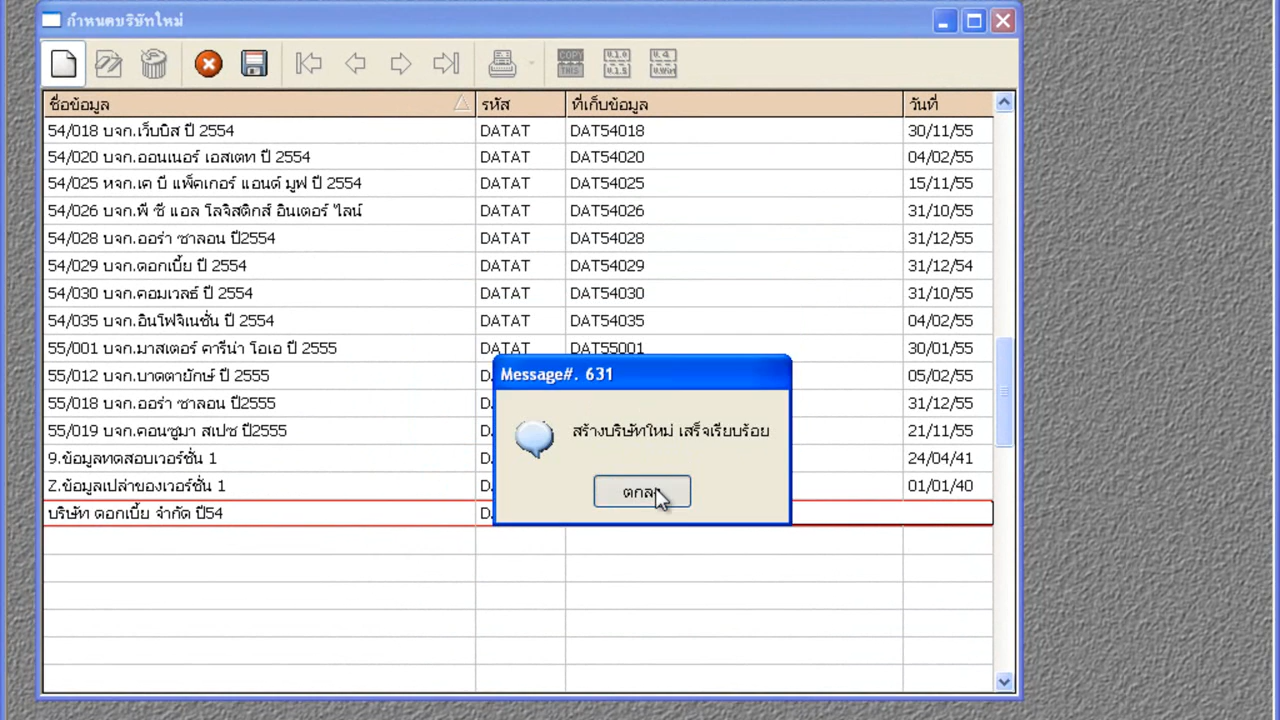 กำหนดบริษัทใหม่
COPY THIS
V.1.0 V.1.5
V.4. V.Win
ชื่อข้อมูล รหัส ที่เก็บข้อมูล วันที่
54/018 บจก.เว็บบิส ปี 2554 DATAT DAT54018 30/11/55
54/020 บจก.ออนเนอร์ เอสเตท ปี 2554 DATAT DAT54020 04/02/55
54/025 หจก.เค บี แพ็คเกอร์ แอนด์ มูฟ ปี 2554 DATAT DAT54025 15/11/55
54/026 บจก.พี ซี แอล โลจิสติกส์ อินเตอร์ ไลน์ DATAT DAT54026 31/10/55
54/028 บจก.ออร่า ซาลอน ปี2554 DATAT DAT54028 31/12/55
54/029 บจก.ดอกเบี้ย ปี 2554 DATAT DAT54029 31/12/54
54/030 บจก.คอมเวลธ์ ปี 2554 DATAT DAT54030 31/10/55
54/035 บจก.อินโฟจิเนชั่น ปี 2554 DATAT DAT54035 04/02/55
55/001 บจก.มาสเตอร์ คารีน่า โอเอ ปี 2555 DATAT DAT55001 30/01/55
55/012 บจก.บาดตายักษ์ ปี 2555 05/02/55
55/018 บจก.ออร่า ซาลอน ปี2555 31/12/55
55/019 บจก.คอนซูมา สเปซ ปี2555 21/11/55
9.ข้อมูลทดสอบเวอร์ชั่น 1 24/04/41
Z.ข้อมูลเปล่าของเวอร์ชั่น 1 01/01/40
บริษัท ดอกเบี้ย จำกัด ปี54
Message#. 631
สร้างบริษัทใหม่ เสร็จเรียบร้อย
ตกลง